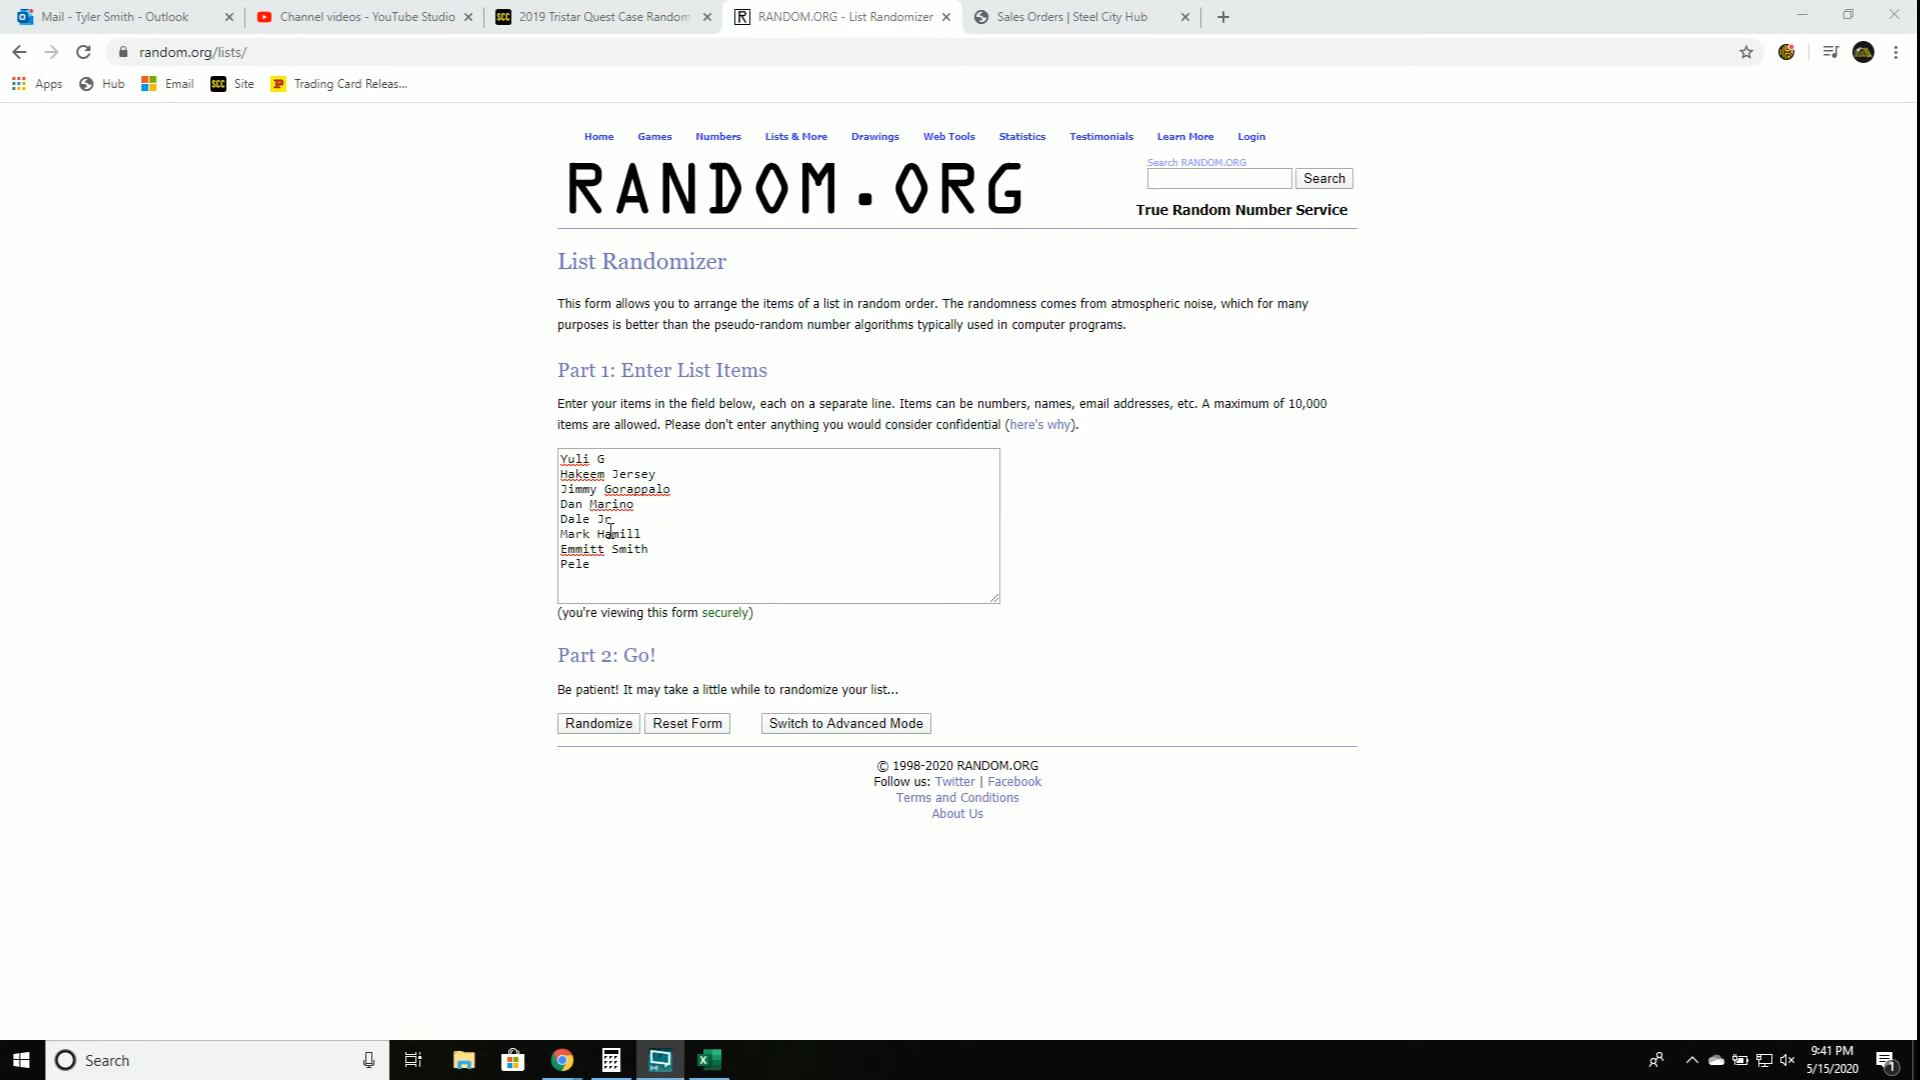 Mail - Tyler Smith - Outlook
Channel videos - YouTube Studio
SCC 2019 Tristar Quest Case Random
R RANDOM.ORG - List Randomizer
Sales Orders | Steel City Hub
random.org/lists/
Apps
Hub
Email
SCC Site
Trading Card Releas...
Home Games Numbers Lists & More Drawings Web Tools Statistics Testimonials Learn More Login
RANDOM.ORG
Search RANDOM.ORG
Search
True Random Number Service
List Randomizer
This form allows you to arrange the items of a list in random order. The randomness comes from atmospheric noise, which for many
purposes is better than the pseudo-random number algorithms typically used in computer programs.
Part 1: Enter List Items
Enter your items in the field below, each on a separate line. Items can be numbers, names, email addresses, etc. A maximum of 10,000
items are allowed. Please don't enter anything you would consider confidential (here's why).
Yuli G
Hakeem Jersey
Jimmy Gorappalo
Dan Marino
Dale Jr
Mark Hamill
Emmitt Smith
Pele
(you're viewing this form securely)
Part 2: Go!
Be patient! It may take a little while to randomize your list...
Randomize Reset Form Switch to Advanced Mode
© 1998-2020 RANDOM.ORG
Follow us: Twitter | Facebook
Terms and Conditions
About Us
Search
9:41 PM
5/15/2020
1